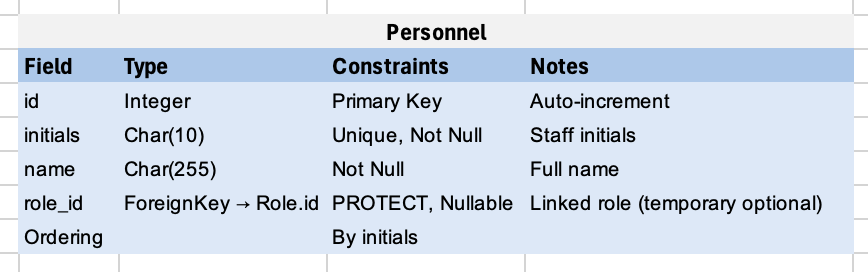 Personnel
Field Type Constraints Notes
id Integer Primary Key Auto-increment
initials Char(10) Unique, Not Null Staff initials
name Char(255) Not Null Full name
role_id ForeignKey → Role.id PROTECT, Nullable Linked role (temporary optional)
Ordering By initials